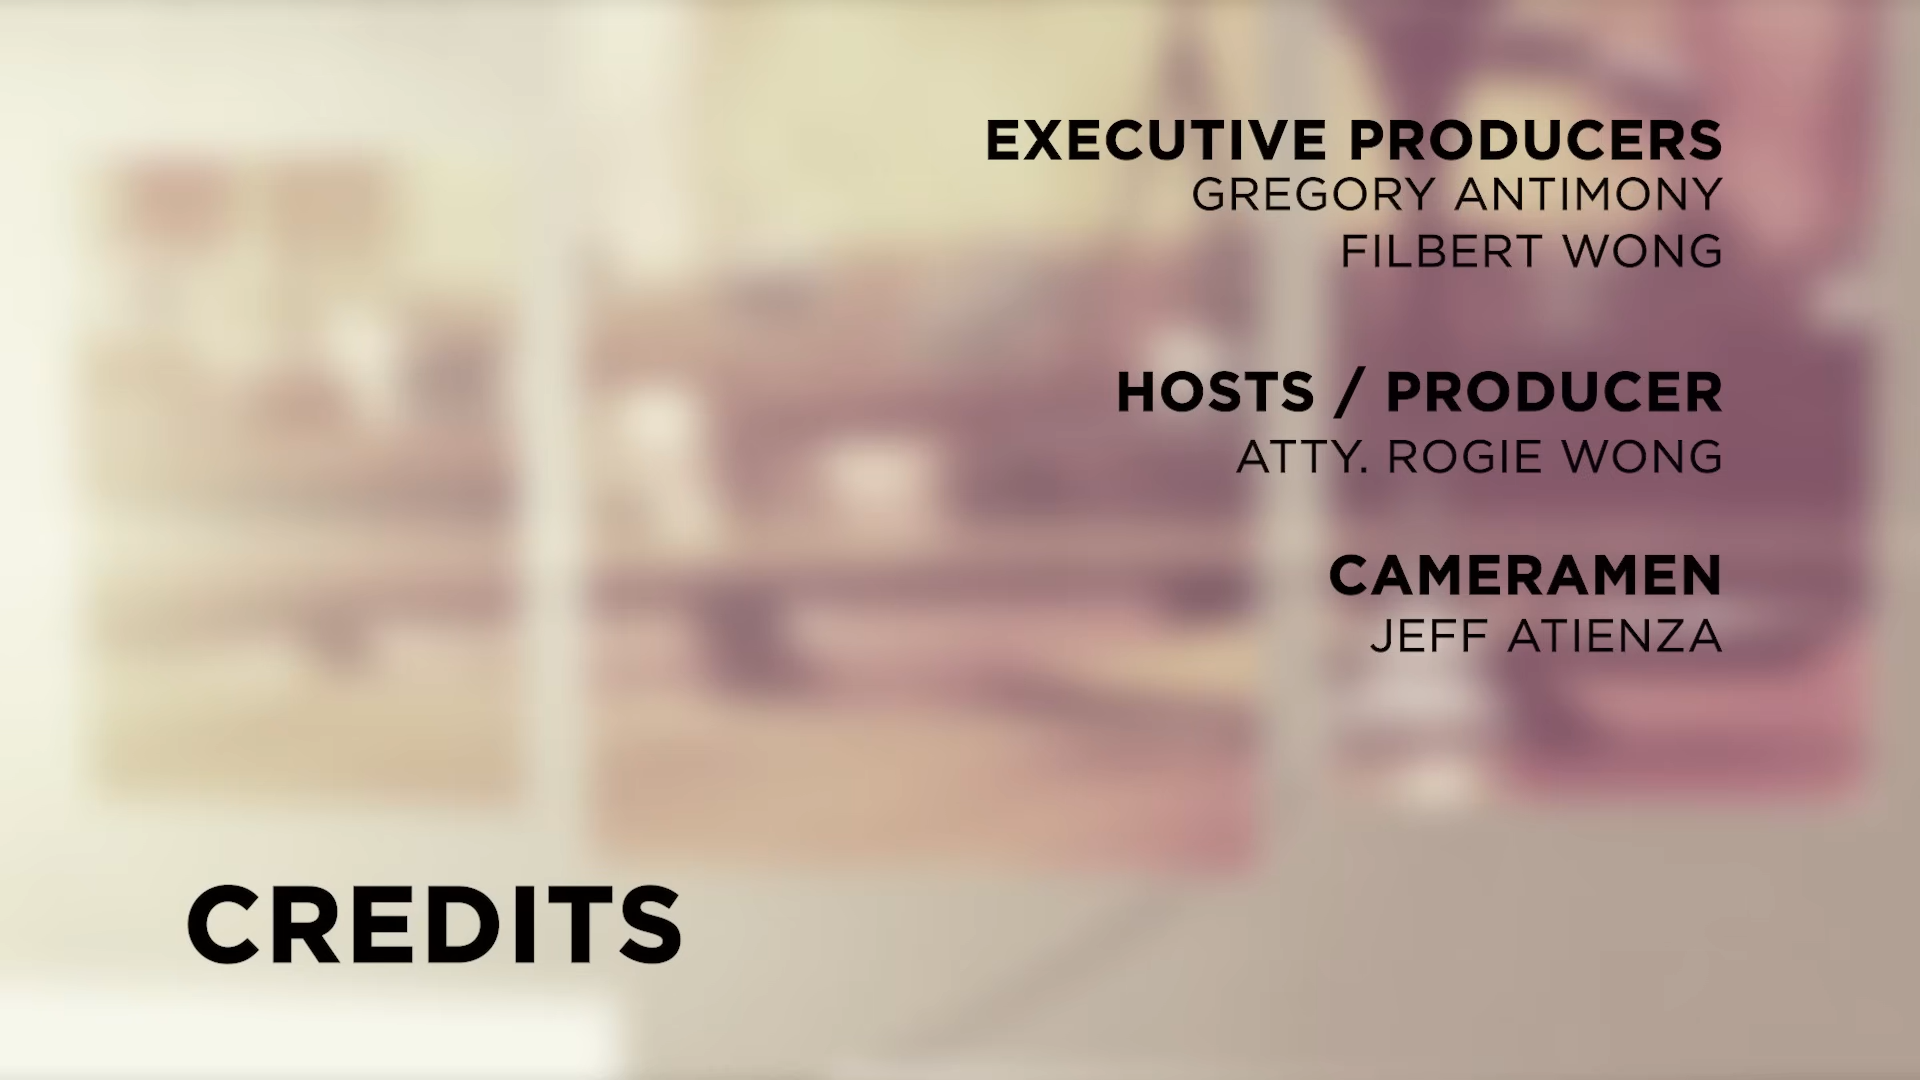 EXECUTIVE PRODUCERS
GREGORY ANTIMONY
FILBERT WONG
HOSTS / PRODUCER
ATTY. ROGIE WONG
CAMERAMEN
JEFF ATIENZA
CREDITS